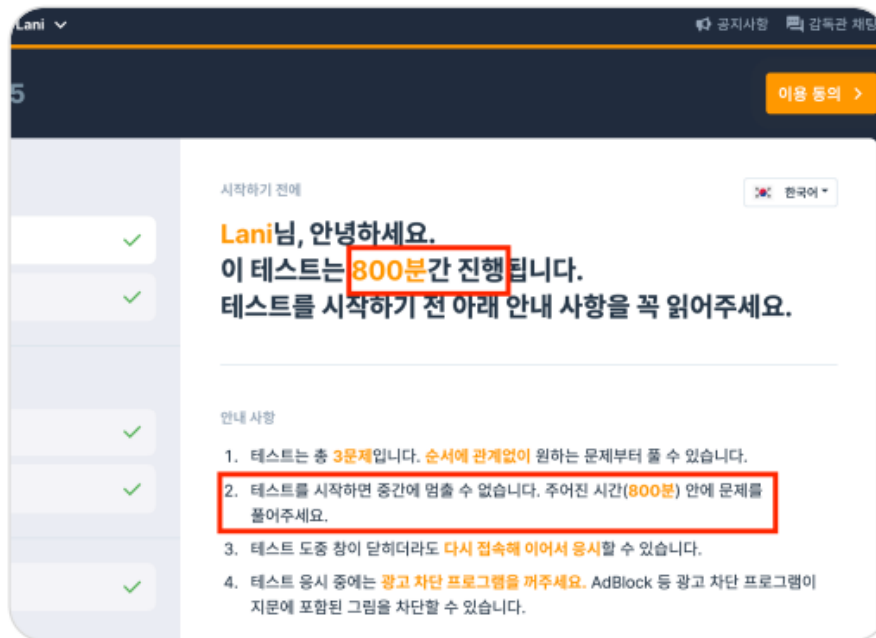 Lani
공지사항
감독관 채팅
5
이용 동의 >
시작하기 전에
한국어
Lani님, 안녕하세요.
이 테스트는 800분간 진행됩니다.
테스트를 시작하기 전 아래 안내 사항을 꼭 읽어주세요.
안내 사항
1. 테스트는 총 3문제입니다. 순서에 관계없이 원하는 문제부터 풀 수 있습니다.
2. 테스트를 시작하면 중간에 멈출 수 없습니다. 주어진 시간(800분) 안에 문제를
풀어주세요.
3. 테스트 도중 창이 닫히더라도 다시 접속해 이어서 응시할 수 있습니다.
4. 테스트 응시 중에는 광고 차단 프로그램을 꺼주세요. AdBlock 등 광고 차단 프로그램이
지문에 포함된 그림을 차단할 수 있습니다.